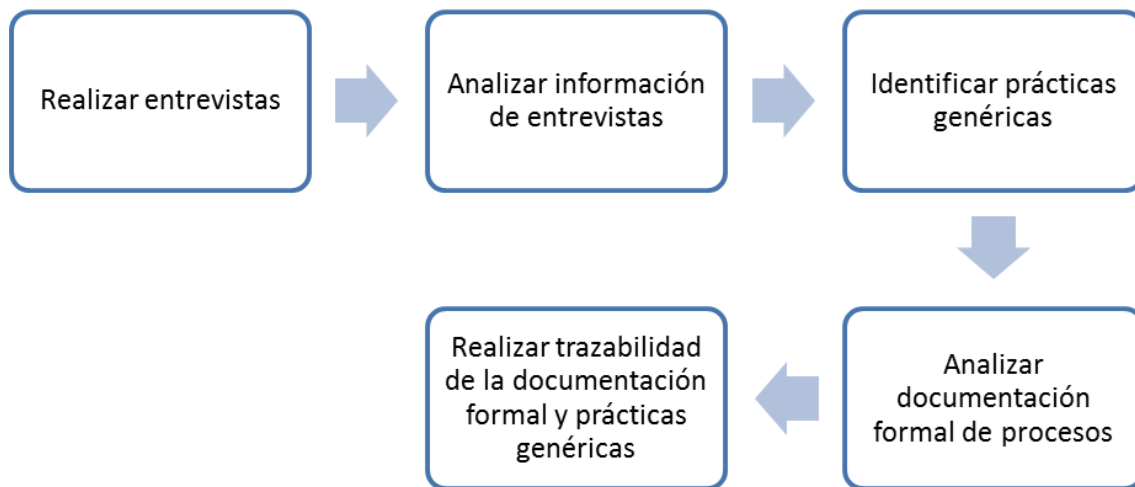 Realizar entrevistas
Analizar información
de entrevistas
Identificar prácticas
genéricas
Realizar trazabilidad
de la documentación
formal y prácticas
genéricas
Analizar
documentación
formal de procesos